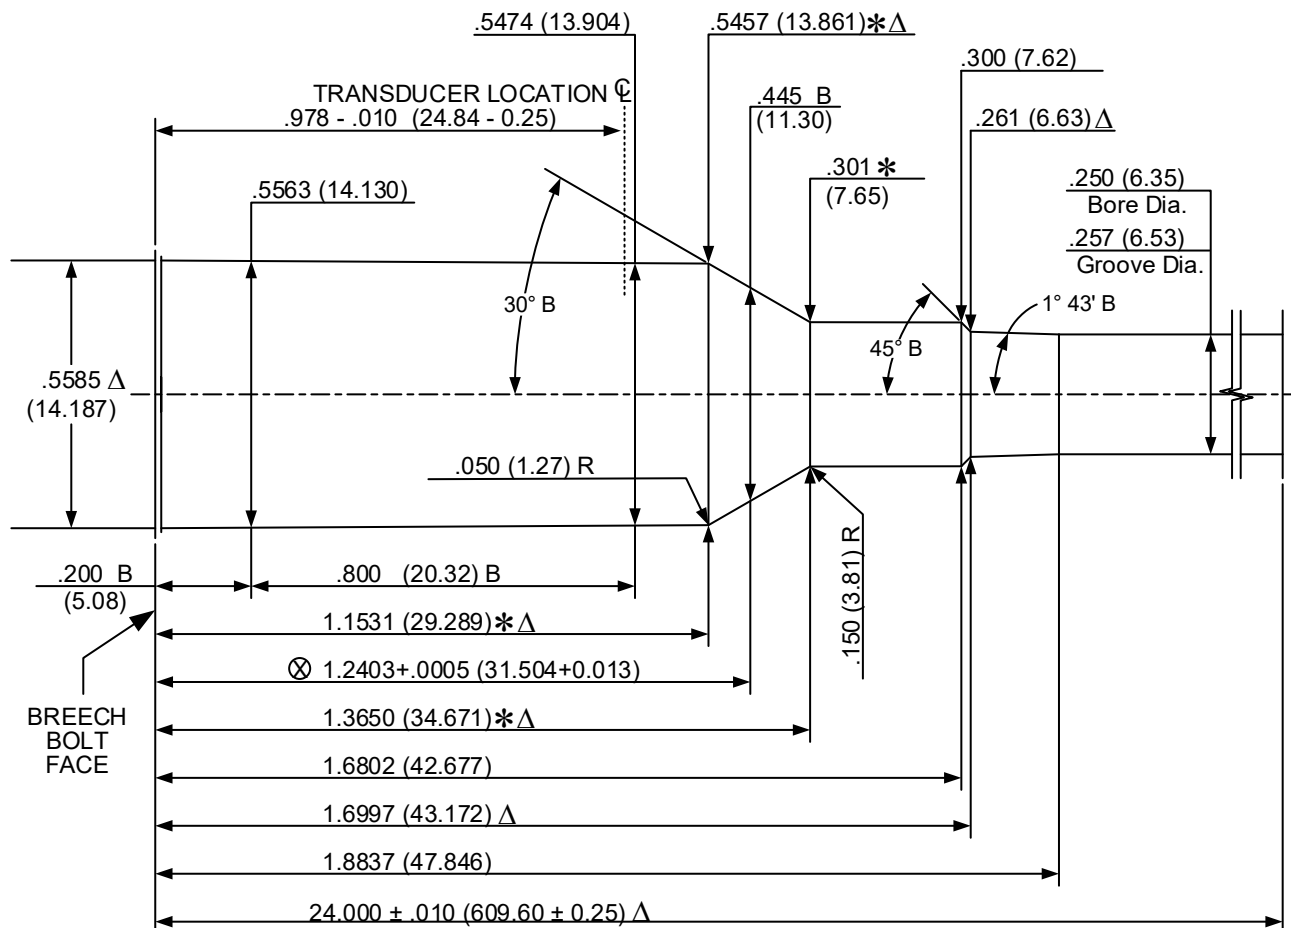 .5474 (13.904)
.5457 (13.861)✻Δ
.300 (7.62)
TRANSDUCER LOCATION ℄
.978 - .010 (24.84 - 0.25)
.445 B
(11.30)
.261 (6.63) Δ
.5563 (14.130)
.301 ✻
(7.65)
.250 (6.35)
Bore Dia.
.257 (6.53)
Groove Dia.
30° B
45° B
1° 43' B
.5585 Δ
(14.187)
.050 (1.27) R
.150 (3.81) R
.200 B
(5.08)
.800 (20.32) B
1.1531 (29.289)✻Δ
⊗ 1.2403+.0005 (31.504+0.013)
1.3650 (34.671)✻Δ
BREECH
BOLT
FACE
1.6802 (42.677)
1.6997 (43.172) Δ
1.8837 (47.846)
24.000 ± .010 (609.60 ± 0.25) Δ